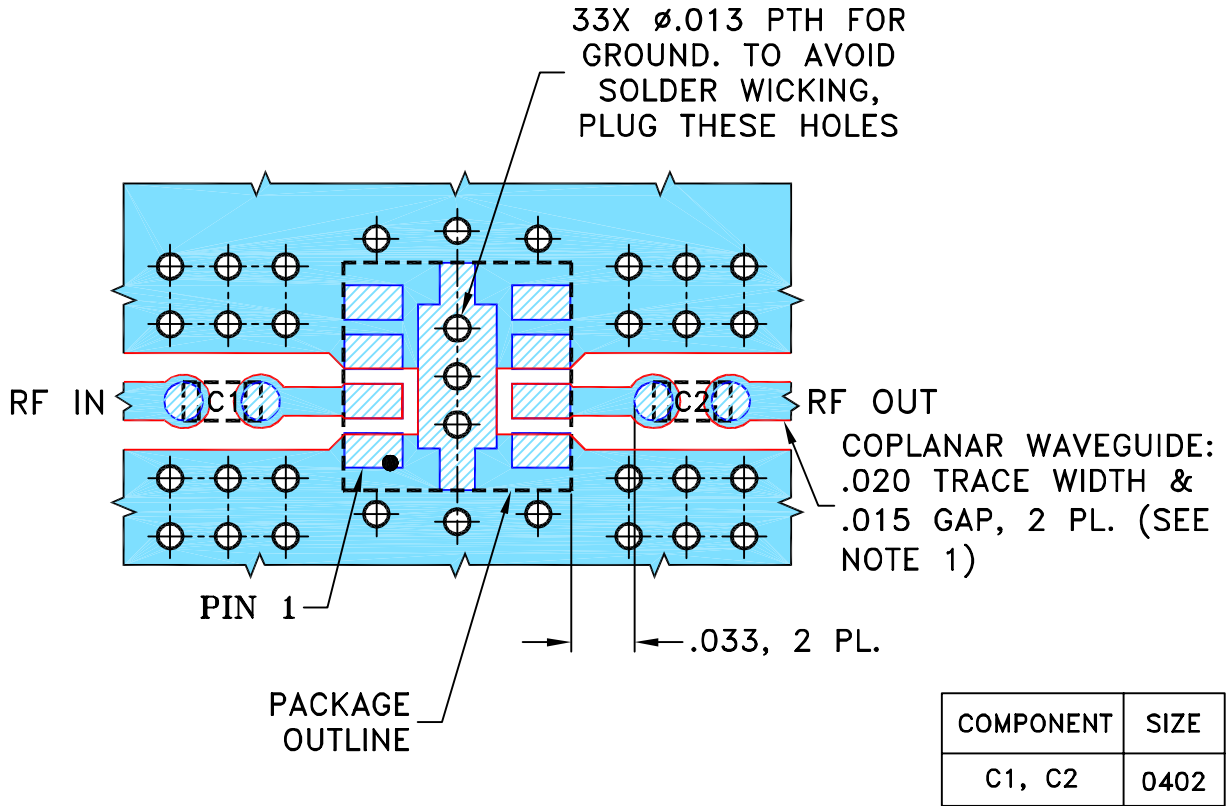 33X ø.013 PTH FOR
GROUND. TO AVOID
SOLDER WICKING,
PLUG THESE HOLES
RF IN
C1
C2
RF OUT
COPLANAR WAVEGUIDE:
.020 TRACE WIDTH &
.015 GAP, 2 PL. (SEE
NOTE 1)
PIN 1
.033, 2 PL.
PACKAGE
OUTLINE
COMPONENT SIZE
C1, C2 0402